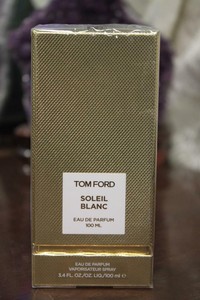 TOM FORD
SOLEIL
BLANC
EAU DE PARFUM
100 ML
EAU DE PARFUM
VAPORISATEUR SPRAY
3.4 FL.OZ./OZ. LIQ./100 ml ℮